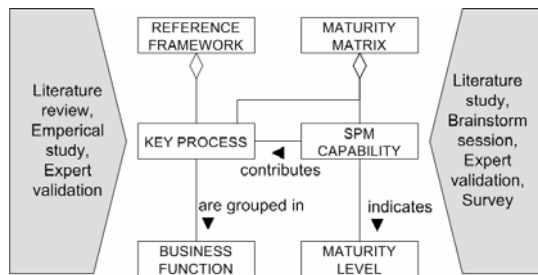 REFERENCE
FRAMEWORK
MATURITY
MATRIX
Literature
review,
Emperical
study,
Expert
validation
KEY PROCESS
SPM
CAPABILITY
contributes
Literature
study,
Brainstorm
session,
Expert
validation,
Survey
are grouped in
indicates
BUSINESS
FUNCTION
MATURITY
LEVEL